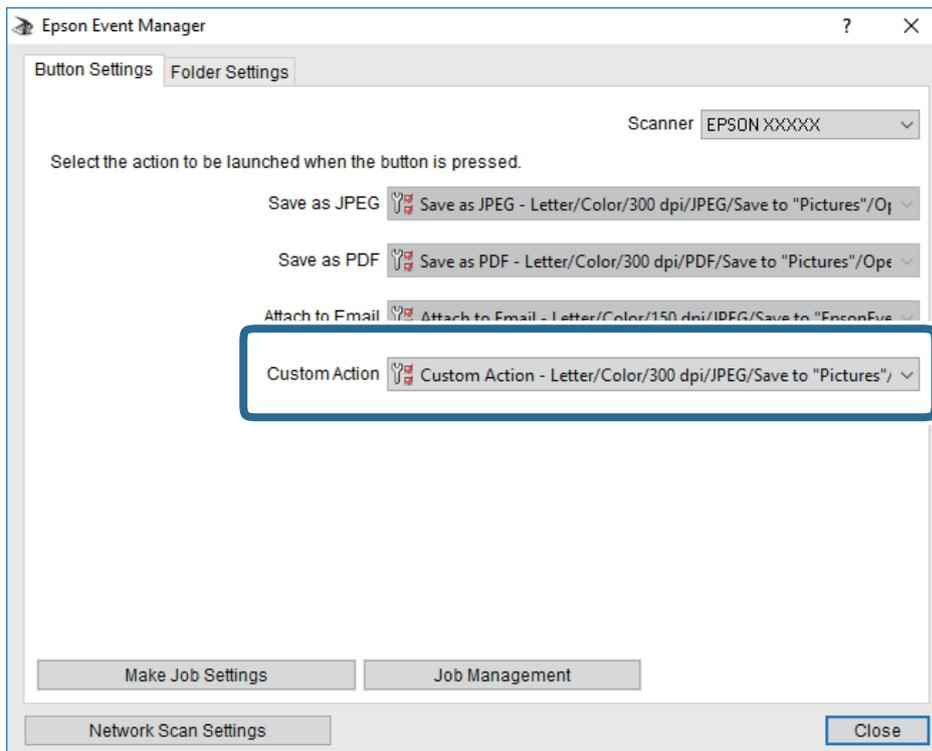 Epson Event Manager ? ×
Button Settings Folder Settings
Scanner EPSON XXXXX
Select the action to be launched when the button is pressed.
Save as JPEG Save as JPEG - Letter/Color/300 dpi/JPEG/Save to "Pictures"/Op
Save as PDF Save as PDF - Letter/Color/300 dpi/PDF/Save to "Pictures"/Ope
Attach to Email Attach to Email - Letter/Color/150 dpi/JPEG/Save to "EpsonEve
Custom Action Custom Action - Letter/Color/300 dpi/JPEG/Save to "Pictures"/
Make Job Settings Job Management
Network Scan Settings Close